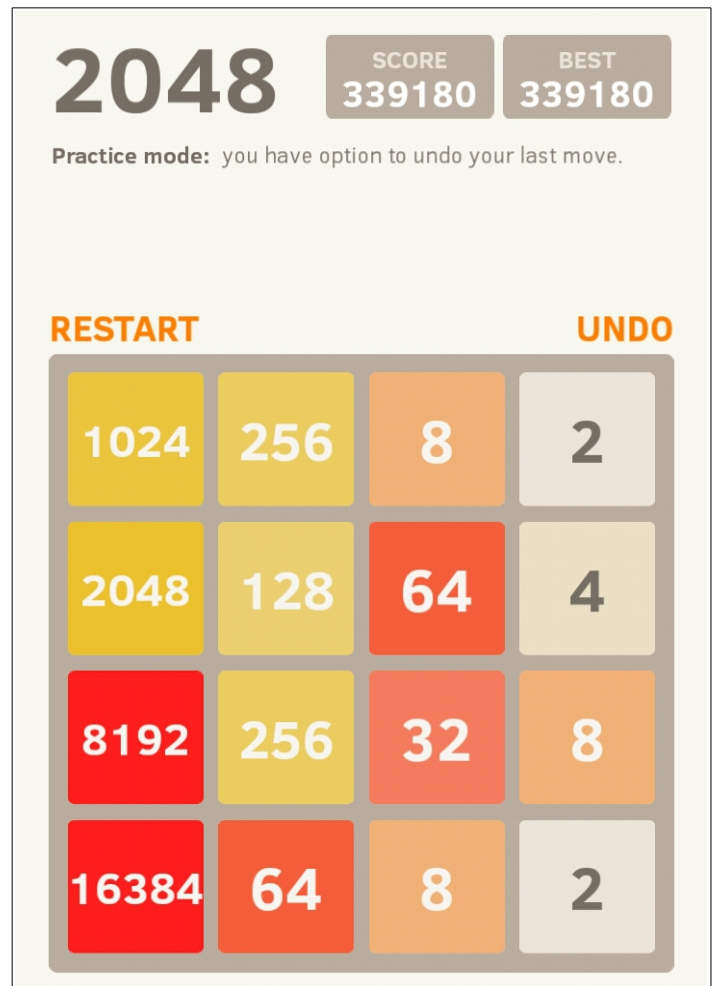 2048
SCORE
339180
BEST
339180
Practice mode: you have option to undo your last move.
RESTART
UNDO
1024 256 8 2
2048 128 64 4
8192 256 32 8
16384 64 8 2